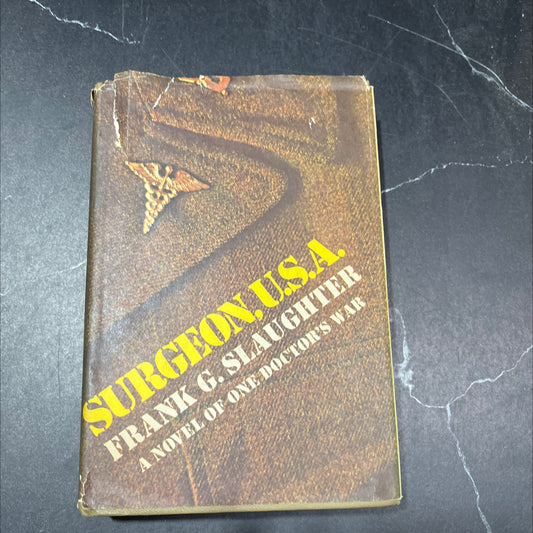 SURGEON, U.S.A.
FRANK G. SLAUGHTER
A NOVEL OF ONE DOCTOR'S WAR